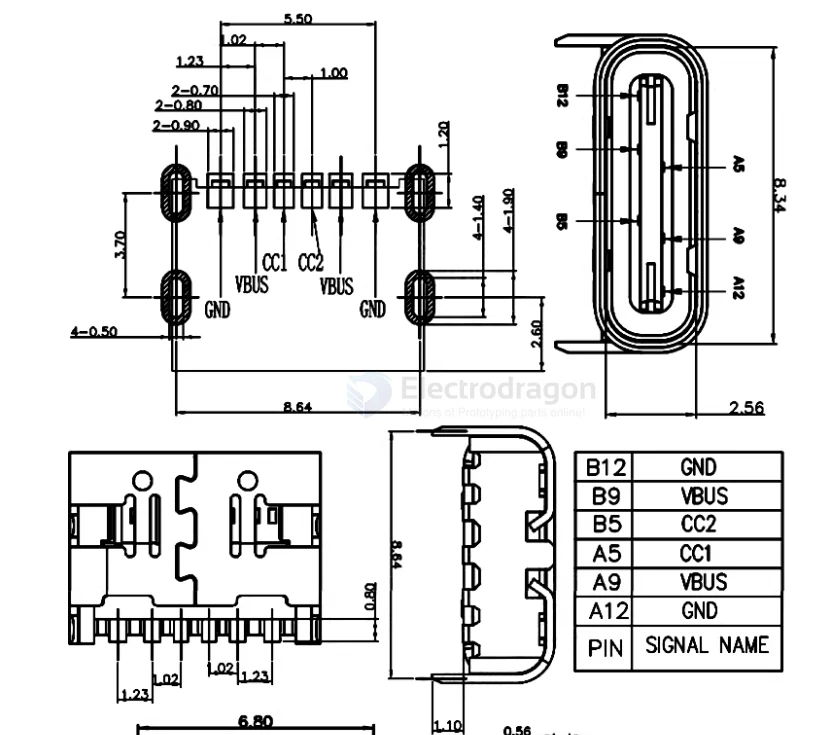 5.50
1.02
1.23
1.00
2-0.70
2-0.80
2-0.90
1.20
3.70
4-1.40
4-1.90
CC1 CC2
VBUS VBUS
GND GND
4-0.50
2.60
8.64
B12
B9
B5
A5
A9
A12
8.34
2.56
Electrodragon
of Prototyping parts online!
0.80
1.02
1.23
1.02
1.23
6.80
8.64
1.10
0.56
B12 GND
B9 VBUS
B5 CC2
A5 CC1
A9 VBUS
A12 GND
PIN SIGNAL NAME